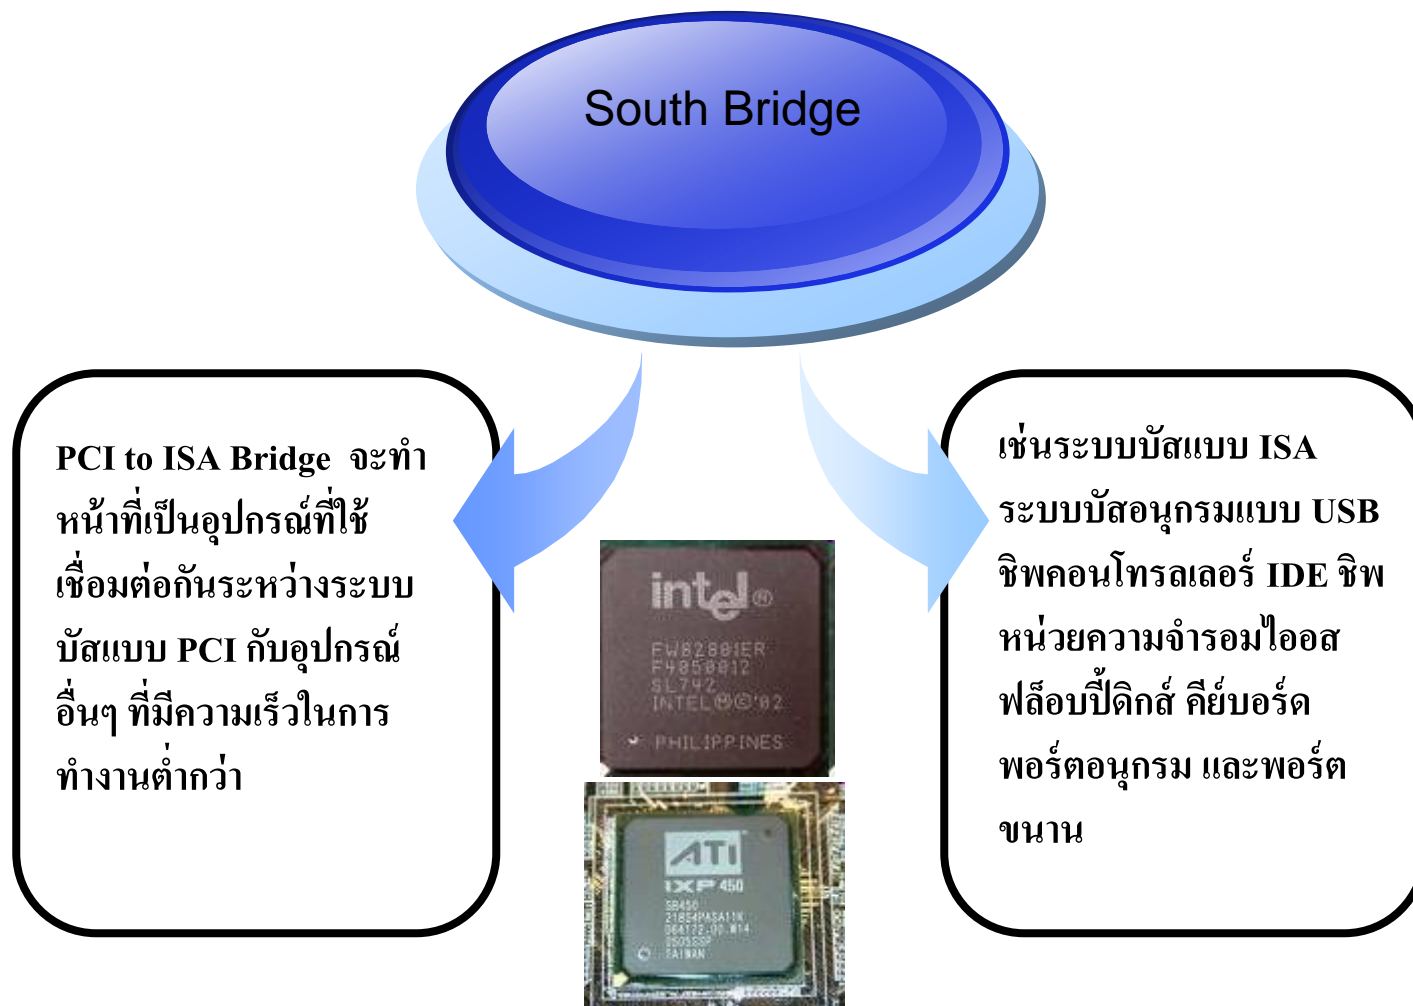 South Bridge
PCI to ISA Bridge จะทำ
หน้าที่เป็นอุปกรณ์ที่ใช้
เชื่อมต่อกันระหว่างระบบ
บัสแบบ PCI กับอุปกรณ์
อื่นๆ ที่มีความเร็วในการ
ทำงานต่ำกว่า
เช่นระบบบัสแบบ ISA
ระบบบัสอนุกรมแบบ USB
ชิพคอนโทรลเลอร์ IDE ชิพ
หน่วยความจำรอมไออส
ฟล็อบปี้ดิกส์ คีย์บอร์ด
พอร์ตอนุกรม และพอร์ต
ขนาน
intel ®
FW82801ER
F4050012
SL742
INTEL Ⓜ©'02
PHILIPPINES
ATI
IXP 450
SB450
21854PASA11K
064172.00.W14
0505SSP
TAIWAN